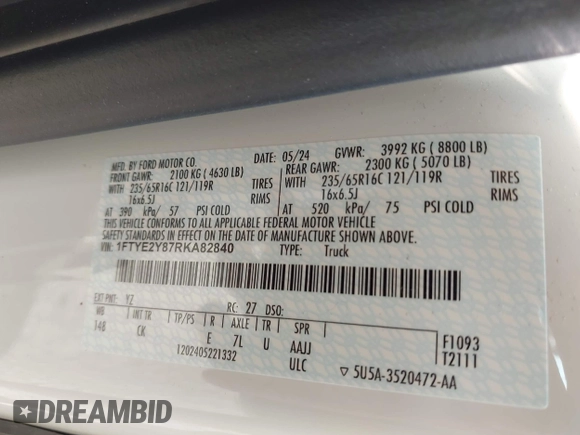 MFD. BY FORD MOTOR CO.
05/24 GVWR: 3992 KG ( 8800 LB)
FRONT GAWR: 2100 KG ( 4630 LB)
REAR GAWR: 2300 KG ( 5070 LB)
WITH 235/65R16C 121/119R TIRES
WITH 235/65R16C 121/119R TIRES
16x6.5J RIMS
16x6.5J RIMS
AT 390 kPa/ 57 PSI COLD
AT 520 kPa/ 75 PSI COLD
THIS VEHICLE CONFORMS TO ALL APPLICABLE FEDERAL MOTOR VEHICLE
SAFETY STANDARDS IN EFFECT ON THE DATE OF MANUFACTURE SHOWN ABOVE.
VIN: 1FTYE2Y87RKA82840
TYPE: Truck
EXT PNT: YZ RC: 27 DSO:
WB INT TR TP/PS R AXLE TR SPR
148 CK E 7L U AAJJ
ULC
F1093
T2111
1202405221332
▽ 5U5A-3520472-AA
DREAMBID